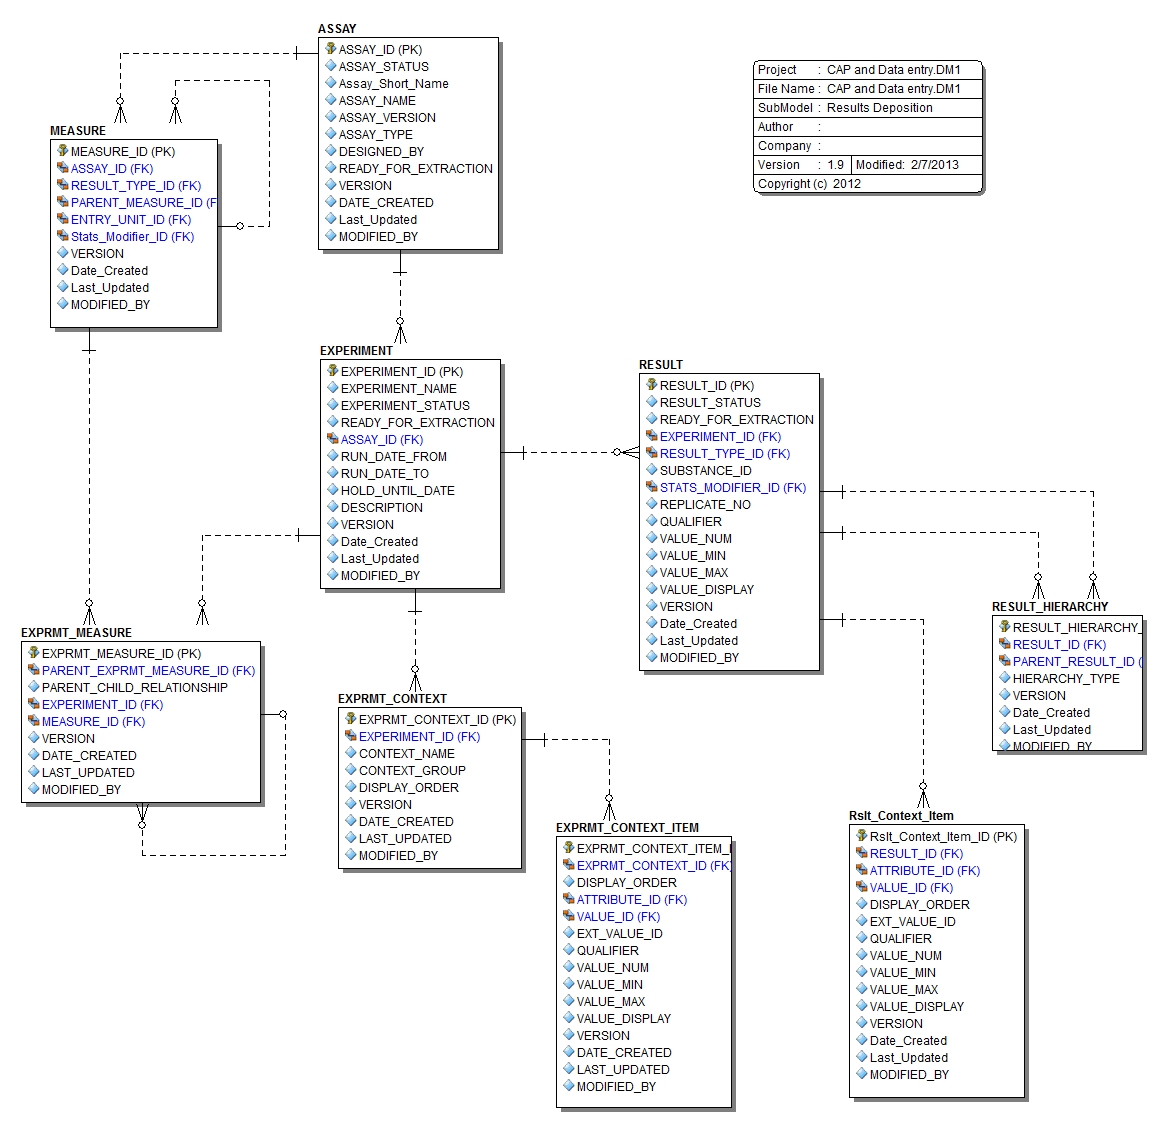 ASSAY
ASSAY_ID (PK)
ASSAY_STATUS
Assay_Short_Name
ASSAY_NAME
ASSAY_VERSION
ASSAY_TYPE
DESIGNED_BY
READY_FOR_EXTRACTION
VERSION
DATE_CREATED
Last_Updated
MODIFIED_BY
Project : CAP and Data entry.DM1
File Name : CAP and Data entry.DM1
SubModel : Results Deposition
Author :
Company :
Version : 1.9 Modified: 2/7/2013
Copyright (c) 2012
MEASURE
MEASURE_ID (PK)
ASSAY_ID (FK)
RESULT_TYPE_ID (FK)
PARENT_MEASURE_ID (F
ENTRY_UNIT_ID (FK)
Stats_Modifier_ID (FK)
VERSION
Date_Created
Last_Updated
MODIFIED_BY
EXPERIMENT
EXPERIMENT_ID (PK)
EXPERIMENT_NAME
EXPERIMENT_STATUS
READY_FOR_EXTRACTION
ASSAY_ID (FK)
RUN_DATE_FROM
RUN_DATE_TO
HOLD_UNTIL_DATE
DESCRIPTION
VERSION
Date_Created
Last_Updated
MODIFIED_BY
RESULT
RESULT_ID (PK)
RESULT_STATUS
READY_FOR_EXTRACTION
EXPERIMENT_ID (FK)
RESULT_TYPE_ID (FK)
SUBSTANCE_ID
STATS_MODIFIER_ID (FK)
REPLICATE_NO
QUALIFIER
VALUE_NUM
VALUE_MIN
VALUE_MAX
VALUE_DISPLAY
VERSION
Date_Created
Last_Updated
MODIFIED_BY
RESULT_HIERARCHY
RESULT_HIERARCHY_
RESULT_ID (FK)
PARENT_RESULT_ID (
HIERARCHY_TYPE
VERSION
Date_Created
Last_Updated
MODIFIED_BY
EXPRMT_MEASURE
EXPRMT_MEASURE_ID (PK)
PARENT_EXPRMT_MEASURE_ID (FK)
PARENT_CHILD_RELATIONSHIP
EXPERIMENT_ID (FK)
MEASURE_ID (FK)
VERSION
DATE_CREATED
LAST_UPDATED
MODIFIED_BY
EXPRMT_CONTEXT
EXPRMT_CONTEXT_ID (PK)
EXPERIMENT_ID (FK)
CONTEXT_NAME
CONTEXT_GROUP
DISPLAY_ORDER
VERSION
DATE_CREATED
LAST_UPDATED
MODIFIED_BY
EXPRMT_CONTEXT_ITEM
EXPRMT_CONTEXT_ITEM_I
EXPRMT_CONTEXT_ID (FK)
DISPLAY_ORDER
ATTRIBUTE_ID (FK)
VALUE_ID (FK)
EXT_VALUE_ID
QUALIFIER
VALUE_NUM
VALUE_MIN
VALUE_MAX
VALUE_DISPLAY
VERSION
DATE_CREATED
LAST_UPDATED
MODIFIED_BY
Rslt_Context_Item
Rslt_Context_Item_ID (PK)
RESULT_ID (FK)
ATTRIBUTE_ID (FK)
VALUE_ID (FK)
DISPLAY_ORDER
EXT_VALUE_ID
QUALIFIER
VALUE_NUM
VALUE_MIN
VALUE_MAX
VALUE_DISPLAY
VERSION
Date_Created
Last_Updated
MODIFIED_BY